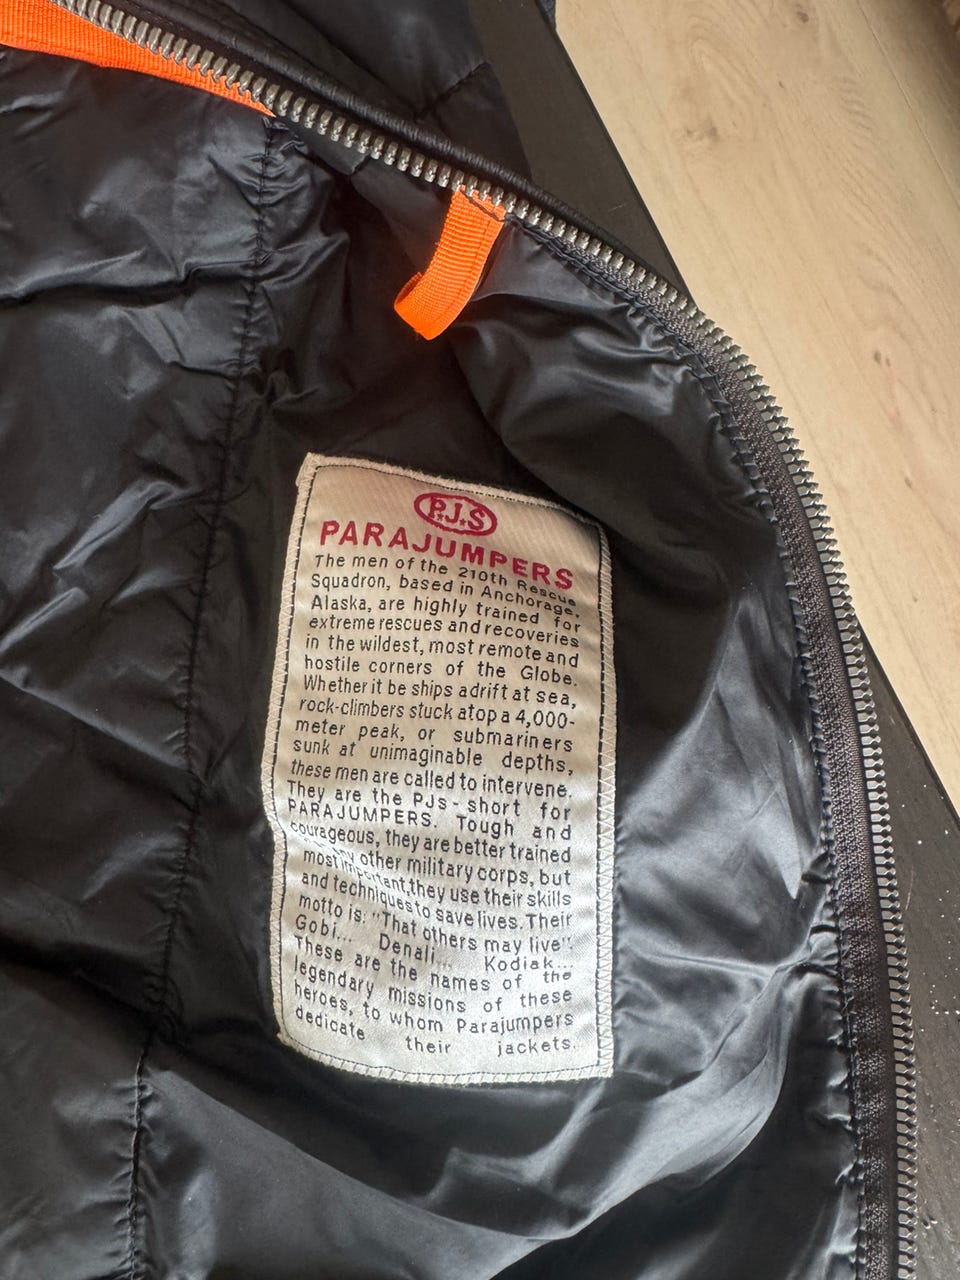 P.J.S
PARAJUMPERS
The men of the 210th Rescue
Squadron, based in Anchorage,
Alaska, are highly trained for
extreme rescues and recoveries
in the wildest, most remote and
hostile corners of the Globe.
Whether it be ships adrift at sea,
rock-climbers stuck atop a 4,000-
meter peak, or submariners
sunk at unimaginable depths,
these men are called to intervene.
They are the PJs - short for
PARAJUMPERS. Tough and
courageous, they are better trained
other military corps, but
most important, they use their skills
and techniques to save lives. Their
motto is: "That others may live".
Gobi... Denali... Kodiak...
These are the names of the
legendary missions of these
heroes, to whom Parajumpers
dedicate their jackets.